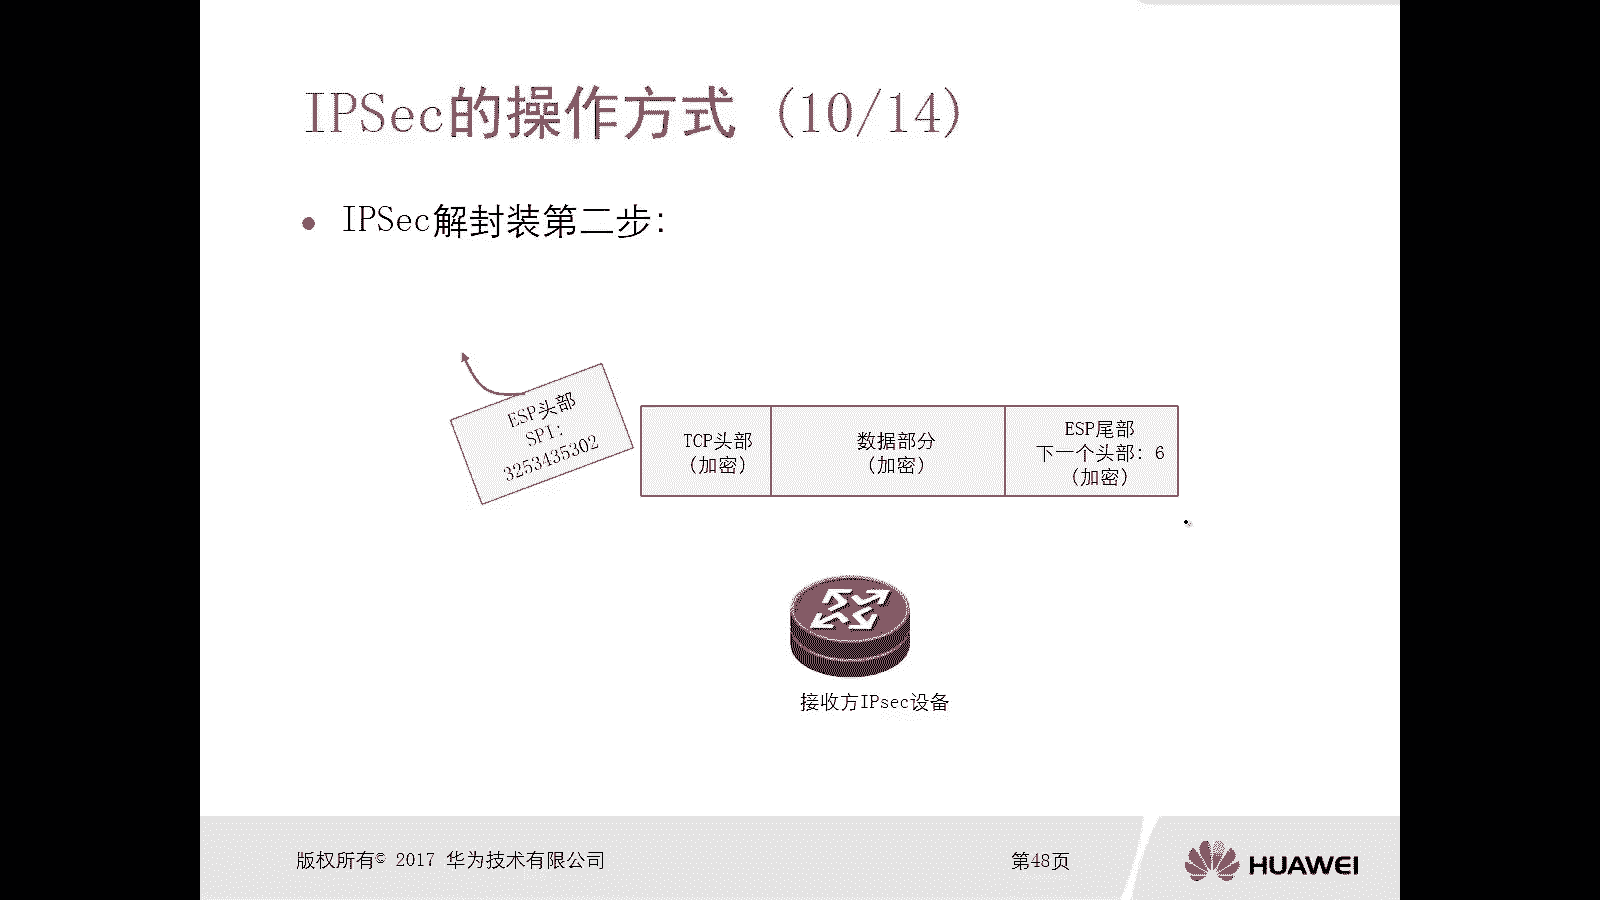 IPSec的操作方式 (10/14)
IPSec解封装第二步：
ESP头部
SPI：
3253435302
TCP头部
（加密）
数据部分
（加密）
ESP尾部
下一个头部：6
（加密）
接收方IPsec设备
版权所有© 2017 华为技术有限公司
第48页
HUAWEI